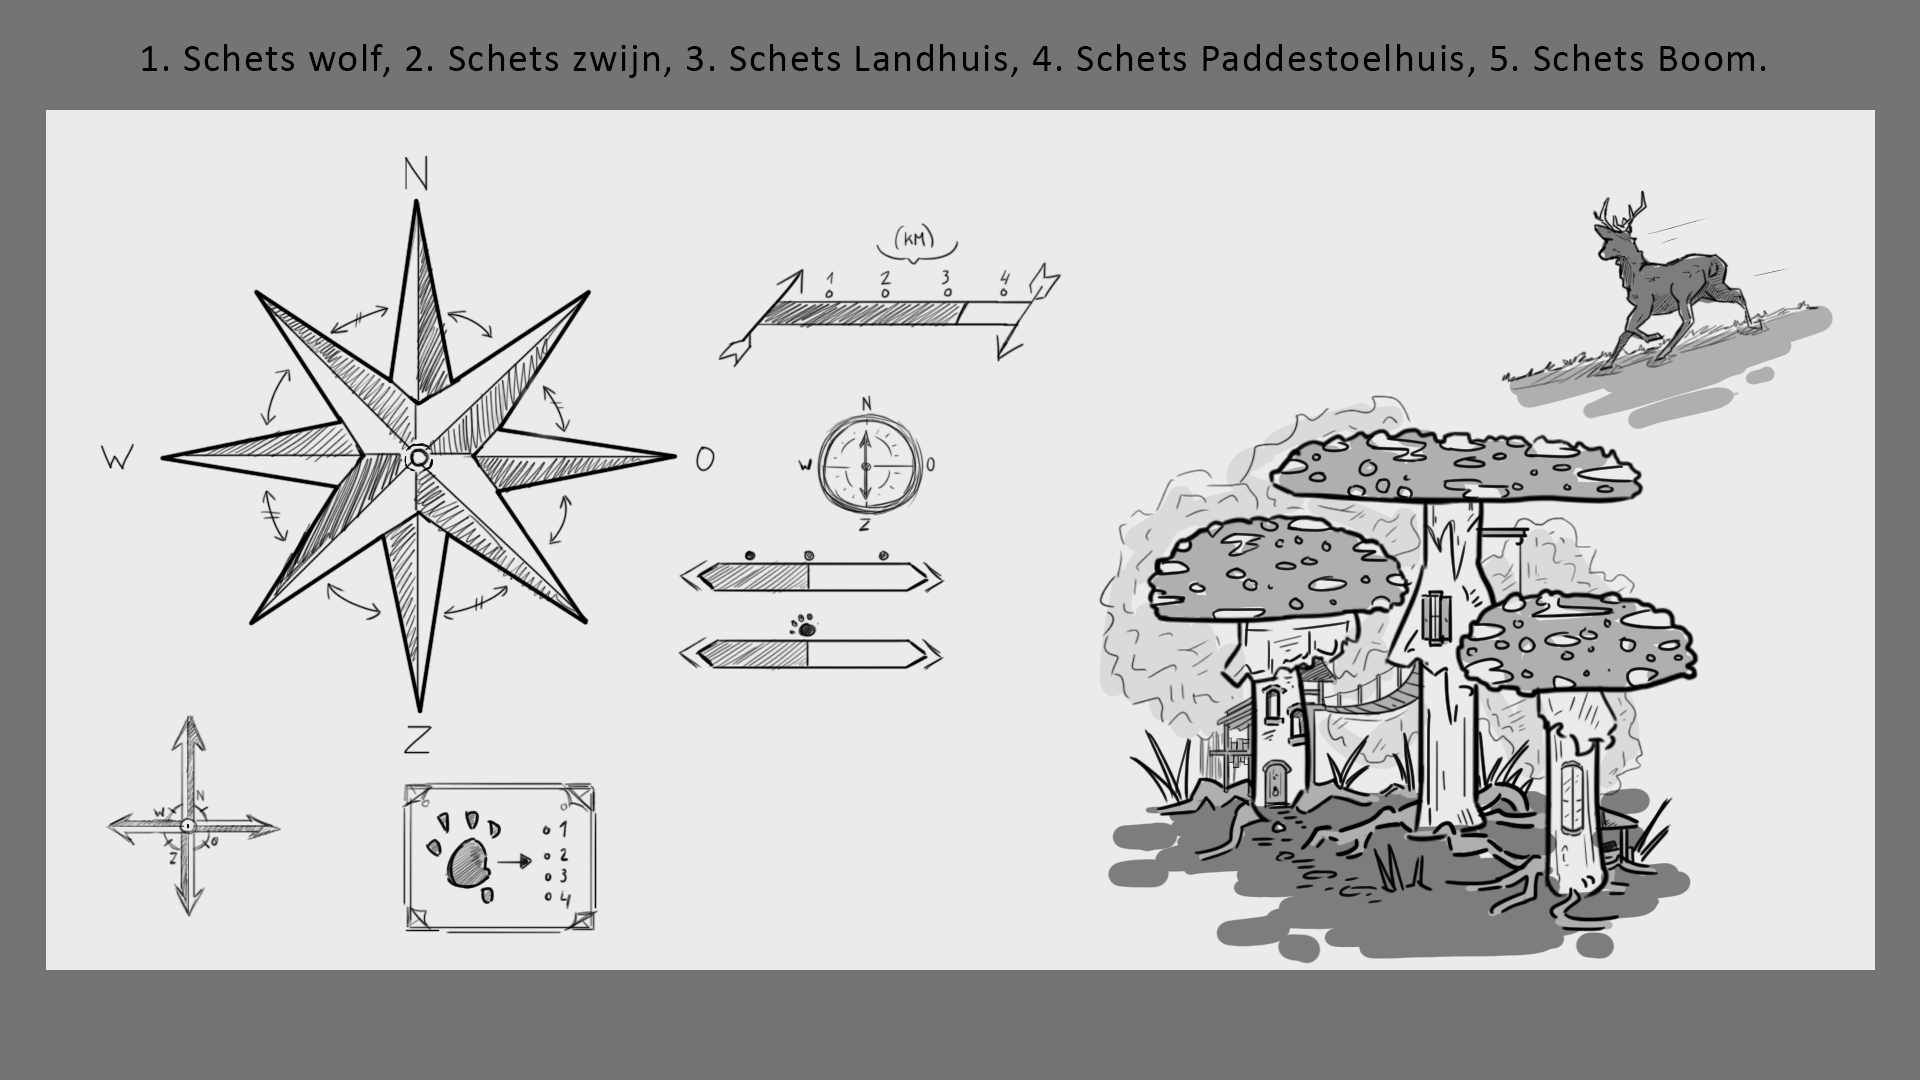 1. Schets wolf, 2. Schets zwijn, 3. Schets Landhuis, 4. Schets Paddestoelhuis, 5. Schets Boom.
N
W O
Z
(KM)
1 2 3 4
N
W O
Z
N
W
Z O
1
2
3
4